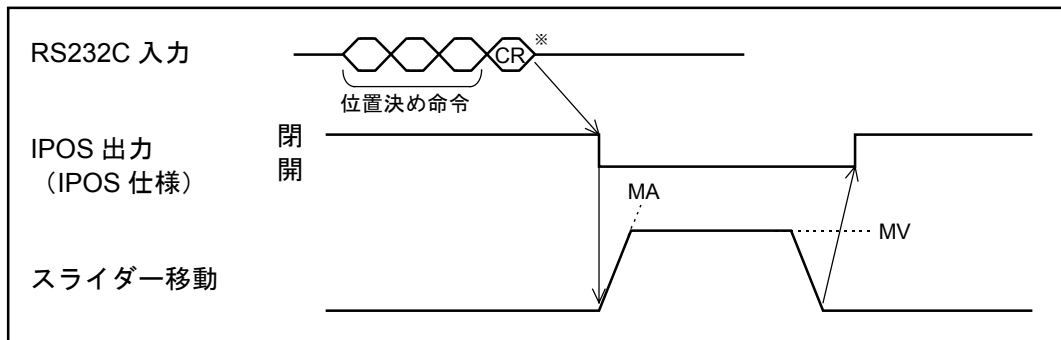 RS232C 入力
CR
※
位置決め命令
IPOS 出力
（IPOS 仕様）
閉
開
MA
MV
スライダー移動